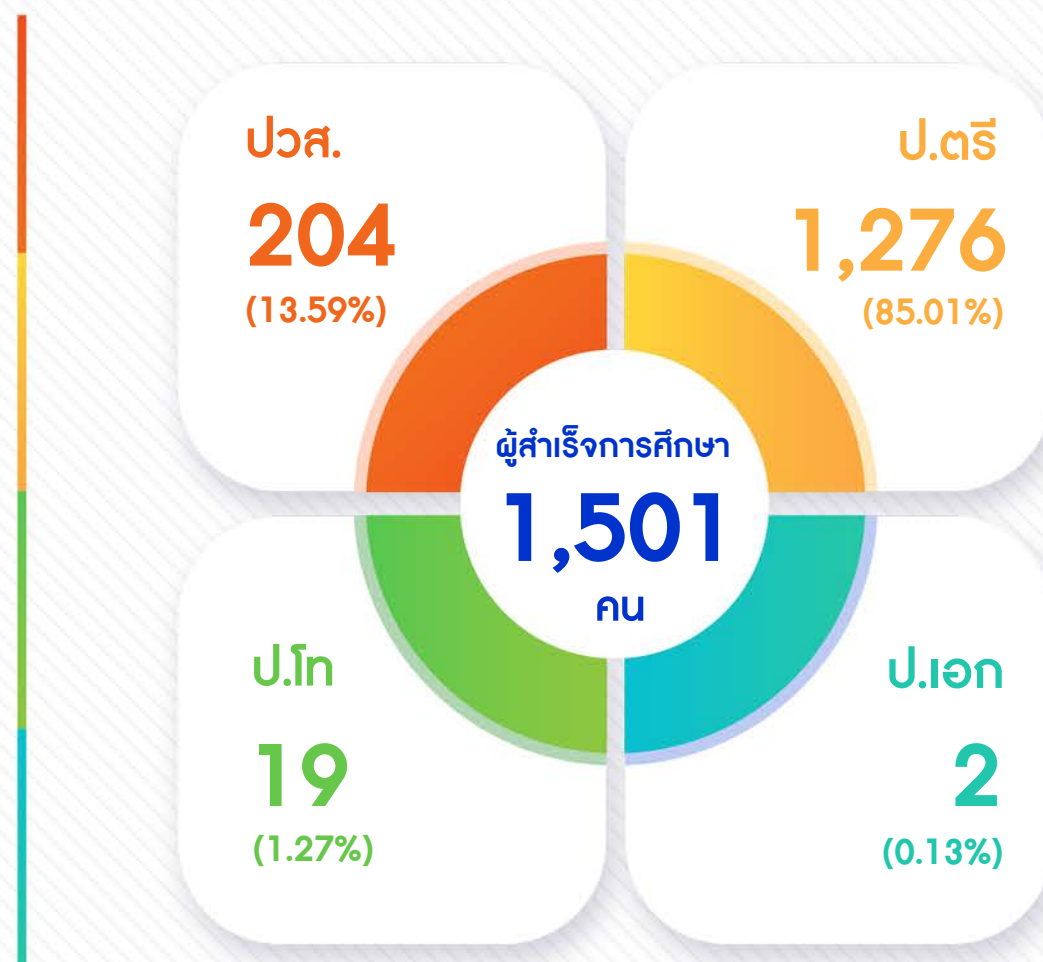 ปวส.
204
(13.59%)
ป.ตรี
1,276
(85.01%)
ผู้สำเร็จการศึกษา
1,501
คน
ป.โท
19
(1.27%)
ป.เอก
2
(0.13%)